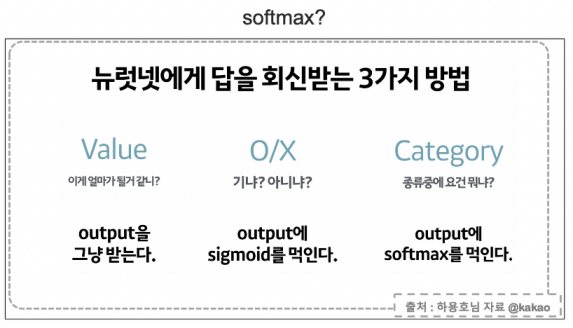 softmax?
뉴럿넷에게 답을 회신받는 3가지 방법
Value
이게 얼마가 될거 같니?
output을
그냥 받는다.
O/X
기냐? 아니냐?
output에
sigmoid를 먹인다.
Category
종류중에 요건 뭐냐?
output에
softmax를 먹인다.
출처 : 하용호님 자료 @kakao